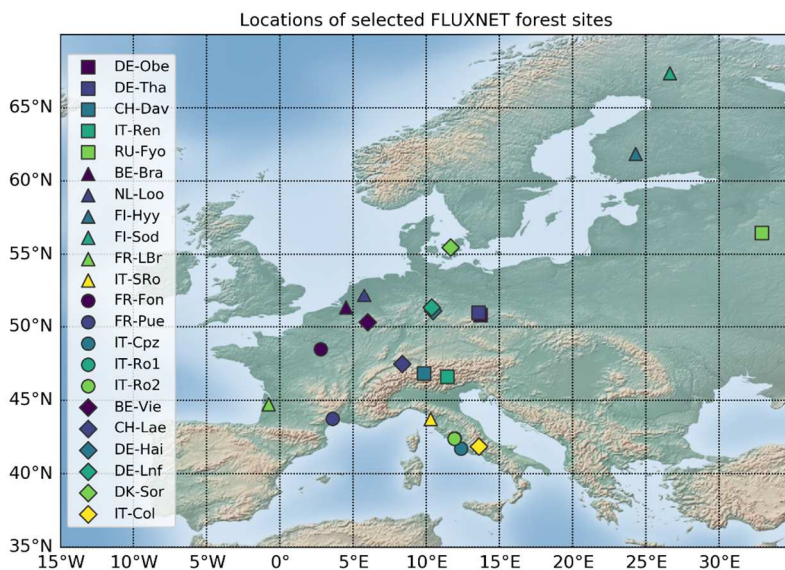 Locations of selected FLUXNET forest sites
DE-Obe
DE-Tha
CH-Dav
IT-Ren
RU-Fyo
BE-Bra
NL-Loo
FI-Hyy
FI-Sod
FR-LBr
IT-SRo
FR-Fon
FR-Pue
IT-Cpz
IT-Ro1
IT-Ro2
BE-Vie
CH-Lae
DE-Hai
DE-Lnf
DK-Sor
IT-Col
65°N
60°N
55°N
50°N
45°N
40°N
35°N
15°W 10°W 5°W 0° 5°E 10°E 15°E 20°E 25°E 30°E